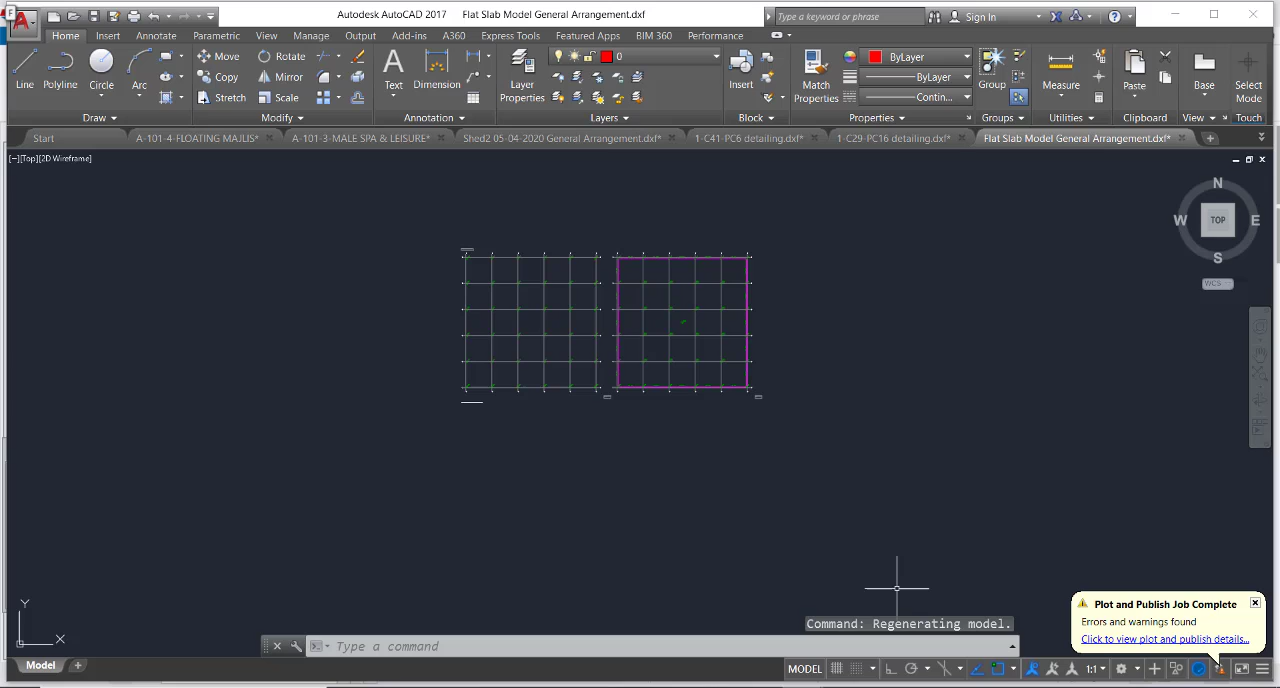 F
Autodesk AutoCAD 2017 Flat Slab Model General Arrangement.dxf
Type a keyword or phrase
Sign In
Home Insert Annotate Parametric View Manage Output Add-ins A360 Express Tools Featured Apps BIM 360 Performance
Move Rotate 0 ByLayer
Copy Mirror ByLayer
Stretch Scale Contin...
Line Polyline Circle Arc Text Dimension Layer Properties Insert Match Properties Group Measure Paste Base Select Mode
Draw Modify Annotation Layers Block Properties Groups Utilities Clipboard View Touch
Start A-101-4-FLOATING MAJLIS* A-101-3-MALE SPA & LEISURE* Shed2 05-04-2020 General Arrangement.dxf* 1-C41-PC6 detailing.dxf* 1-C29-PC16 detailing.dxf* Flat Slab Model General Arrangement.dxf*
[−][Top][2D Wireframe]
N
W TOP E
S
WCS
Y
X
Plot and Publish Job Complete
Errors and warnings found
Click to view plot and publish details...
Command: Regenerating model.
Type a command
Model MODEL 1:1